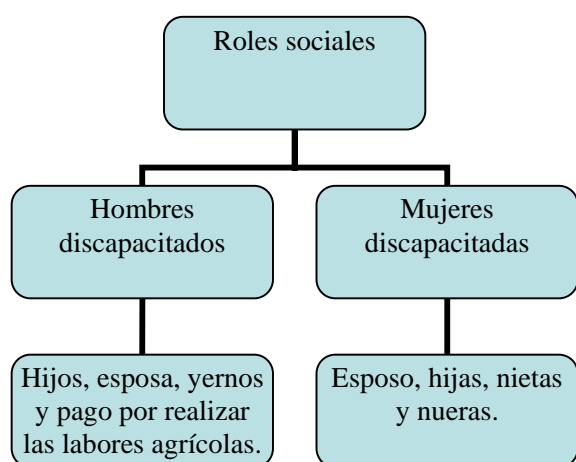 Roles sociales
Hombres
discapacitados
Mujeres
discapacitadas
Hijos, esposa, yernos
y pago por realizar
las labores agrícolas.
Esposo, hijas, nietas
y nueras.